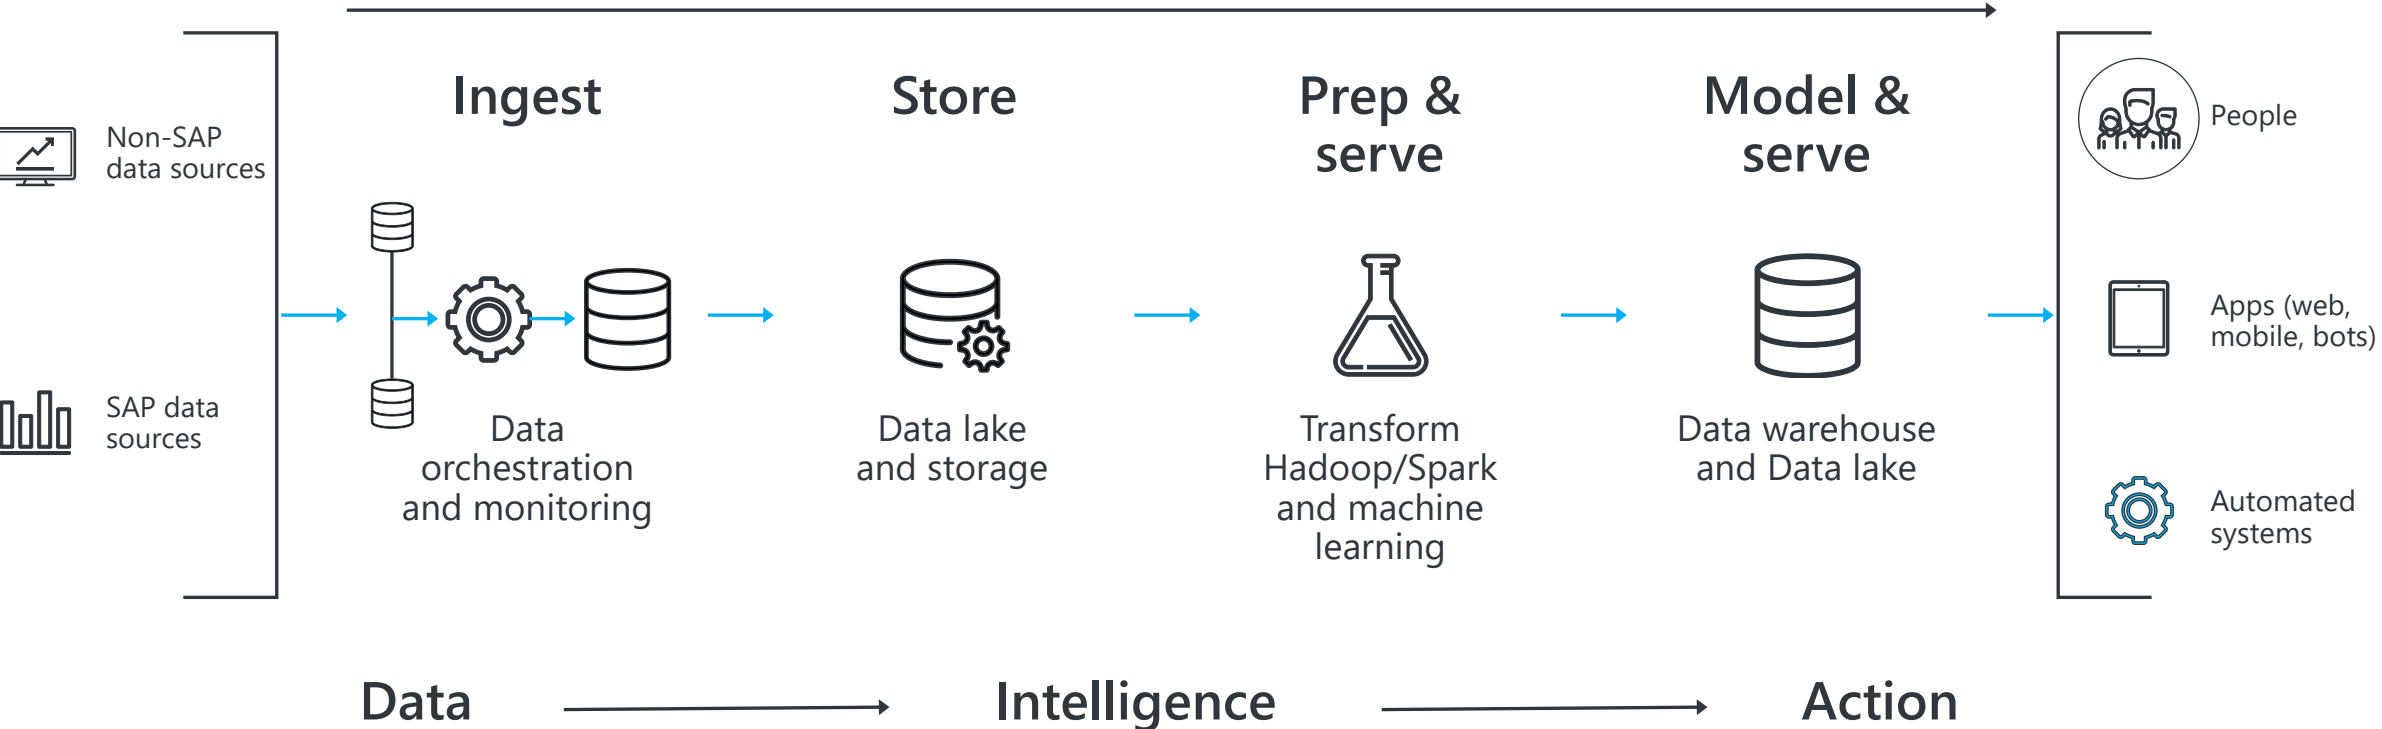 Non-SAP
data sources
SAP data
sources
Ingest
Data
orchestration
and monitoring
Store
Data lake
and storage
Prep &
serve
Transform
Hadoop/Spark
and machine
learning
Model &
serve
Data warehouse
and Data lake
People
Apps (web,
mobile, bots)
Automated
systems
Data
Intelligence
Action